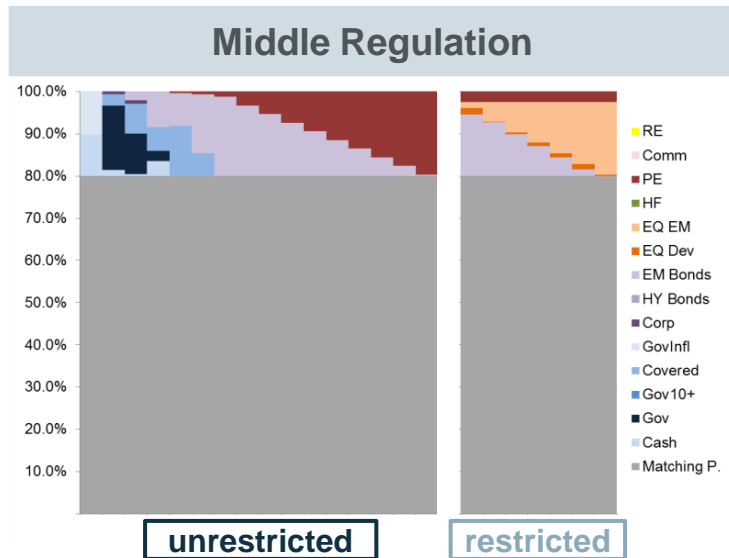 Middle Regulation
100.0%
90.0%
80.0%
70.0%
60.0%
50.0%
40.0%
30.0%
20.0%
10.0%
RE
Comm
PE
HF
EQ EM
EQ Dev
EM Bonds
HY Bonds
Corp
GovInfl
Covered
Gov10+
Gov
Cash
Matching P.
unrestricted
restricted